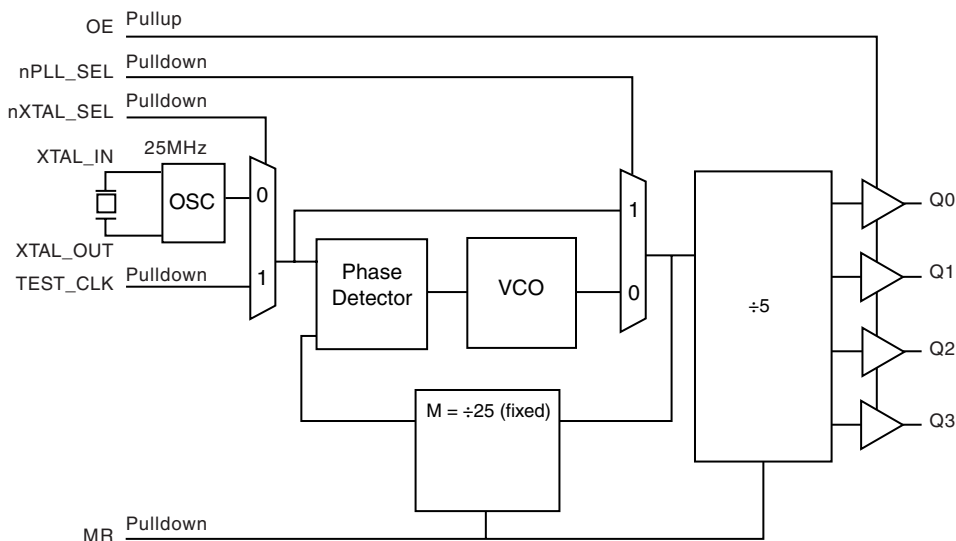 OE Pullup
nPLL_SEL Pulldown
nXTAL_SEL Pulldown
XTAL_IN 25MHz
OSC
XTAL_OUT
TEST_CLK Pulldown
0
1
Phase
Detector
VCO
1
0
M = ÷25 (fixed)
÷5
Q0
Q1
Q2
Q3
MR Pulldown